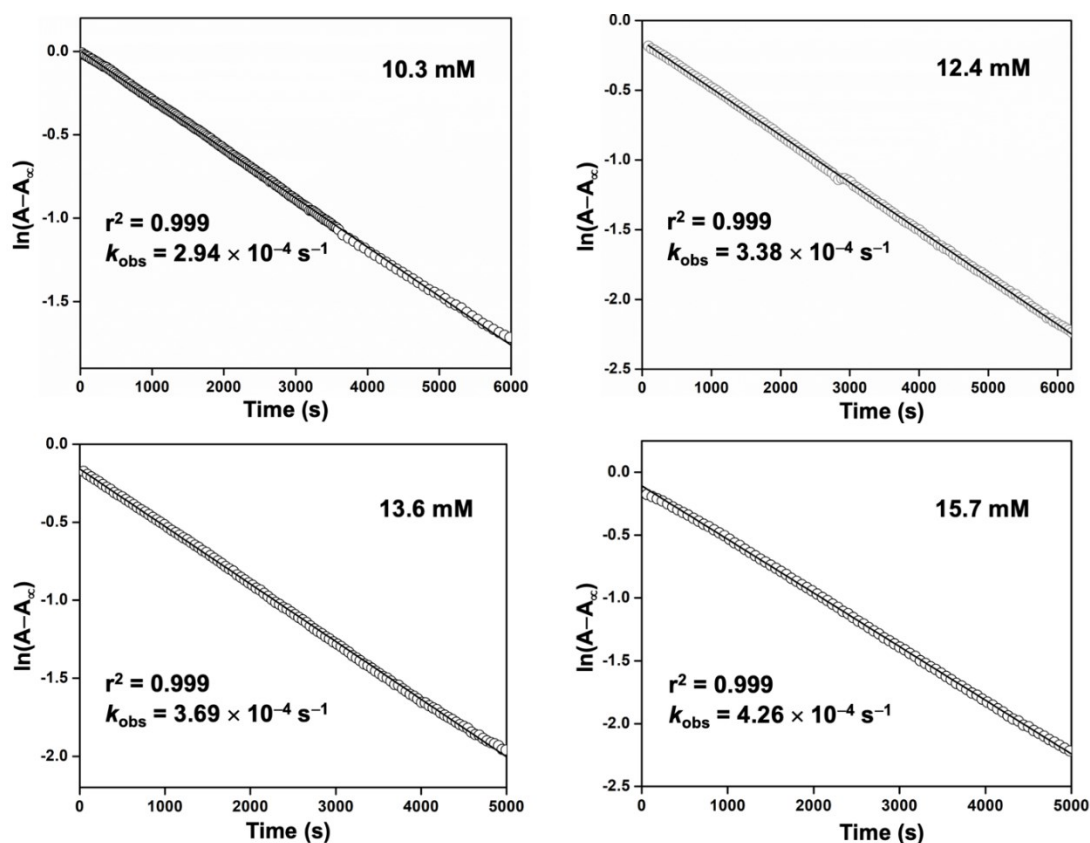 10.3 mM
ln(A−A∝)
0.0
-0.5
-1.0
-1.5
r² = 0.999
kobs = 2.94 × 10⁻⁴ s⁻¹
0 1000 2000 3000 4000 5000 6000
Time (s)
12.4 mM
ln(A−A∝)
0.0
-0.5
-1.0
-1.5
-2.0
-2.5
r² = 0.999
kobs = 3.38 × 10⁻⁴ s⁻¹
0 1000 2000 3000 4000 5000 6000
Time (s)
13.6 mM
ln(A−A∝)
0.0
-0.5
-1.0
-1.5
-2.0
r² = 0.999
kobs = 3.69 × 10⁻⁴ s⁻¹
0 1000 2000 3000 4000 5000
Time (s)
15.7 mM
ln(A−A∝)
0.0
-0.5
-1.0
-1.5
-2.0
-2.5
r² = 0.999
kobs = 4.26 × 10⁻⁴ s⁻¹
0 1000 2000 3000 4000 5000
Time (s)